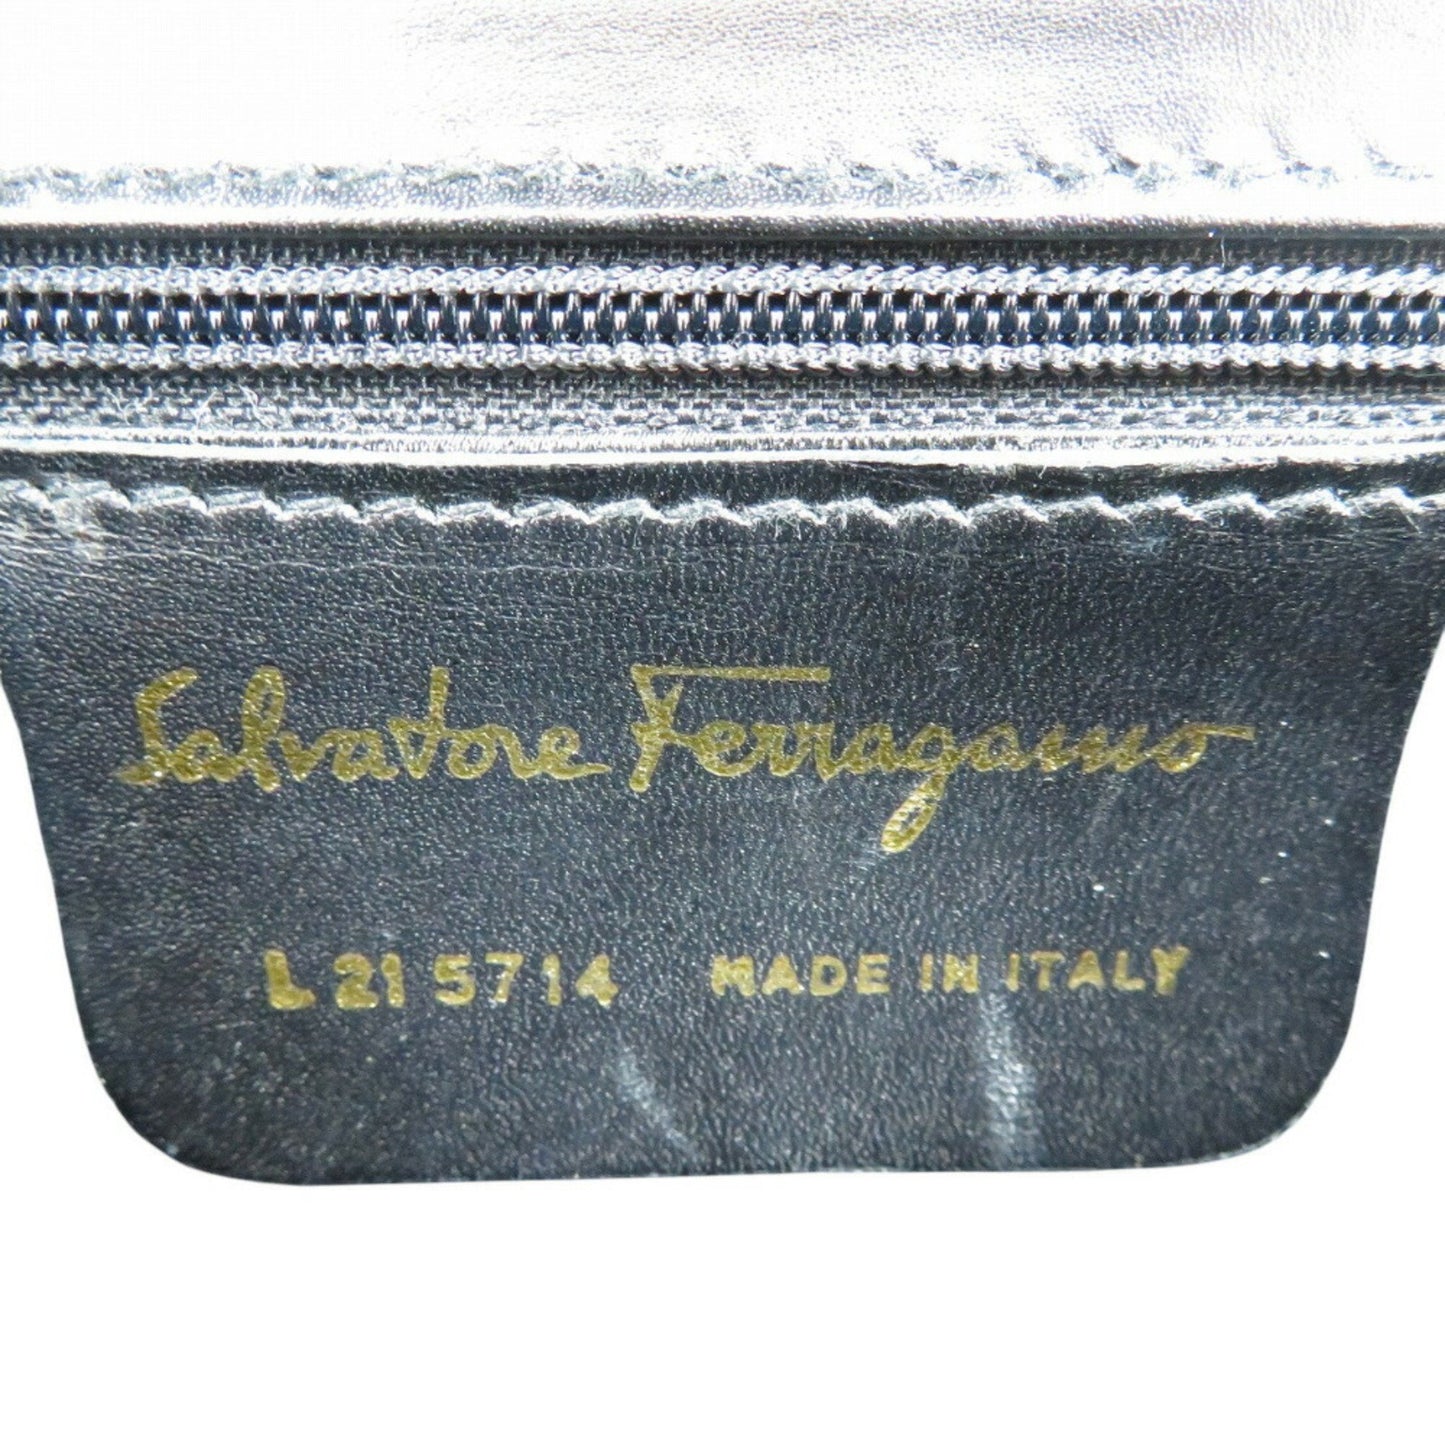 Salvatore Ferragamo
L 21 5714 MADE IN ITALY